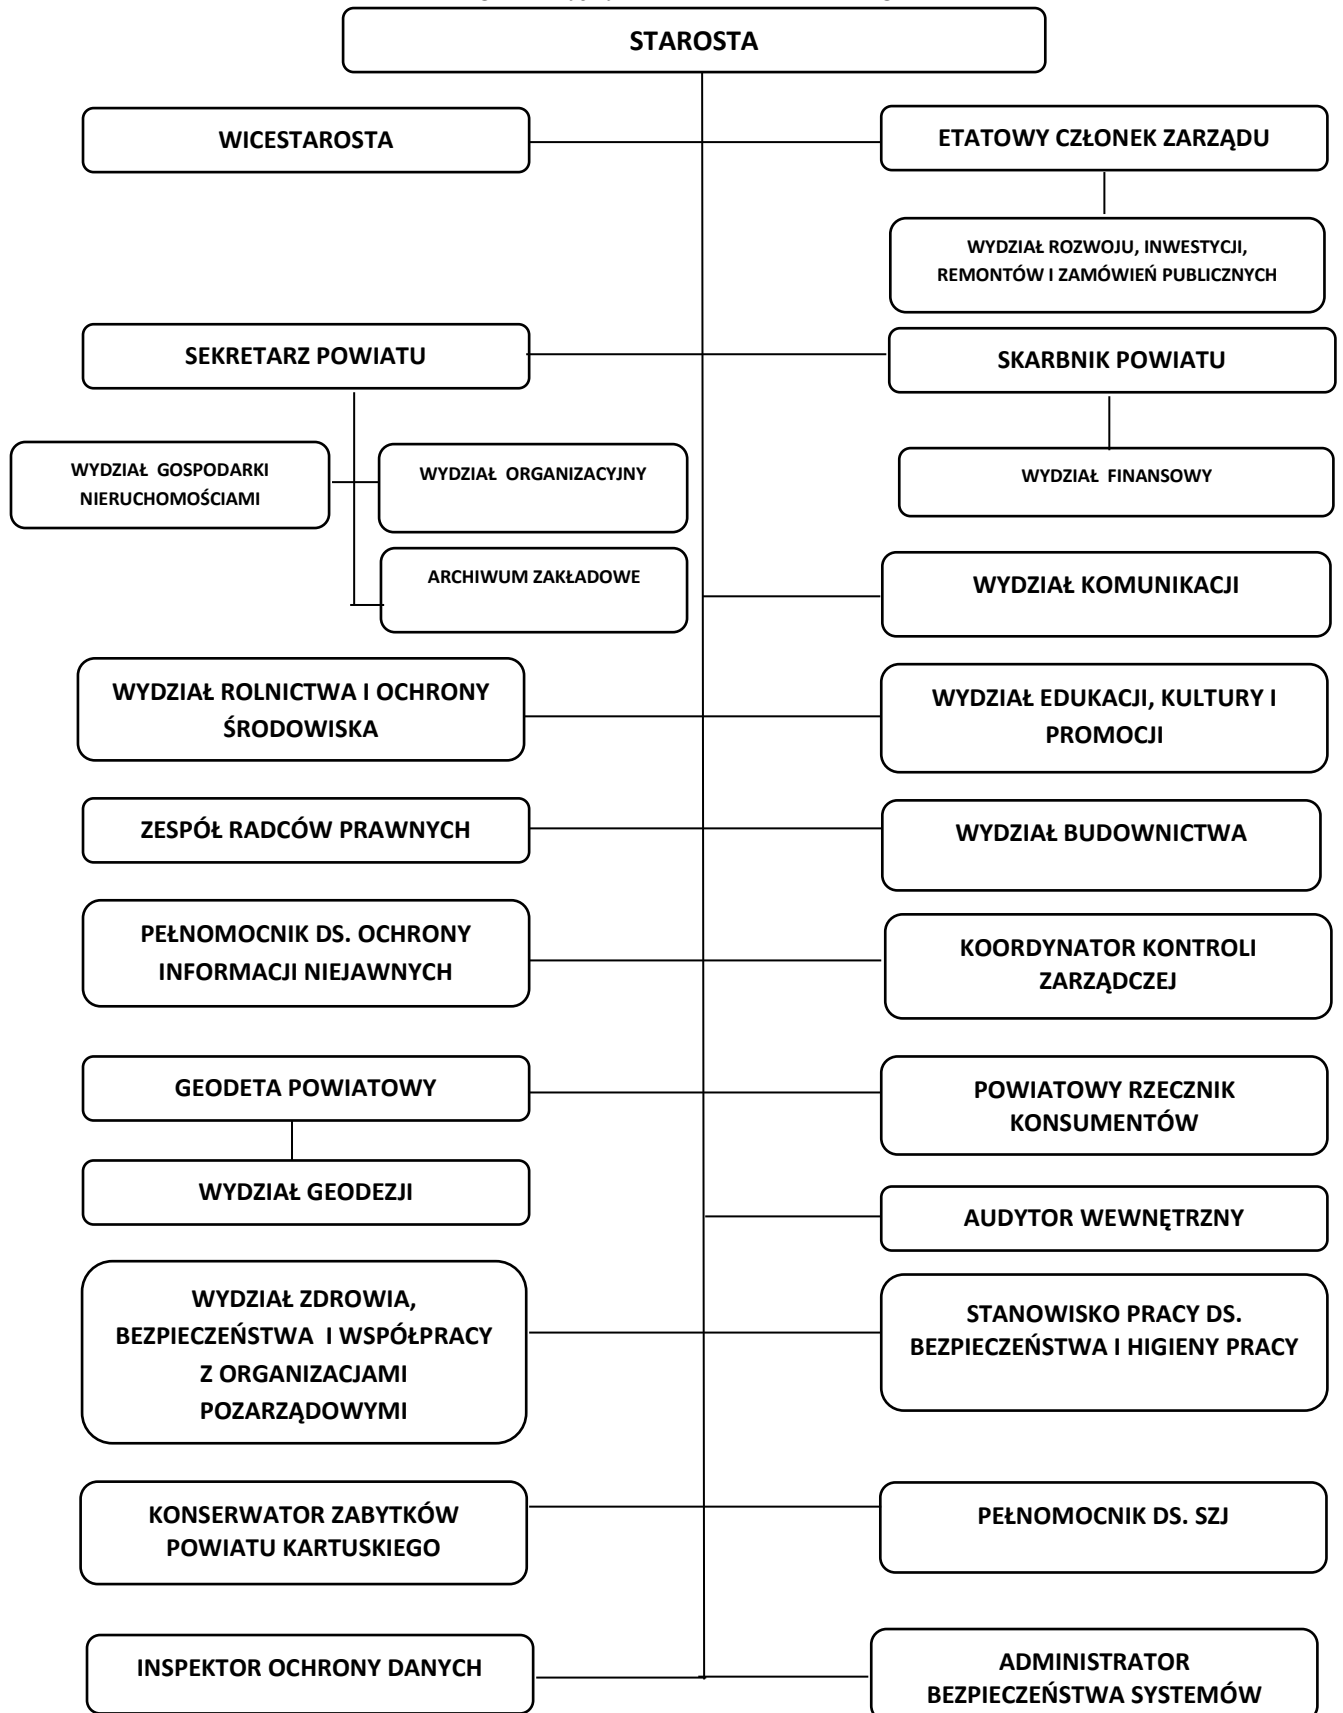 STAROSTA
WICESTAROSTA
ETATOWY CZŁONEK ZARZĄDU
WYDZIAŁ ROZWOJU, INWESTYCJI,
REMONTÓW I ZAMÓWIEŃ PUBLICZNYCH
SEKRETARZ POWIATU
SKARBNIK POWIATU
WYDZIAŁ GOSPODARKI
NIERUCHOMOŚCIAMI
WYDZIAŁ ORGANIZACYJNY
WYDZIAŁ FINANSOWY
ARCHIWUM ZAKŁADOWE
WYDZIAŁ KOMUNIKACJI
WYDZIAŁ ROLNICTWA I OCHRONY
ŚRODOWISKA
WYDZIAŁ EDUKACJI, KULTURY I
PROMOCJI
ZESPÓŁ RADCÓW PRAWNYCH
WYDZIAŁ BUDOWNICTWA
PEŁNOMOCNIK DS. OCHRONY
INFORMACJI NIEJAWNYCH
KOORDYNATOR KONTROLI
ZARZĄDCZEJ
GEODETA POWIATOWY
POWIATOWY RZECZNIK
KONSUMENTÓW
WYDZIAŁ GEODEZJI
AUDYTOR WEWNĘTRZNY
WYDZIAŁ ZDROWIA,
BEZPIECZEŃSTWA I WSPÓŁPRACY
Z ORGANIZACJAMI
POZARZĄDOWYMI
STANOWISKO PRACY DS.
BEZPIECZEŃSTWA I HIGIENY PRACY
KONSERWATOR ZABYTKÓW
POWIATU KARTUSKIEGO
PEŁNOMOCNIK DS. SZJ
INSPEKTOR OCHRONY DANYCH
ADMINISTRATOR
BEZPIECZEŃSTWA SYSTEMÓW